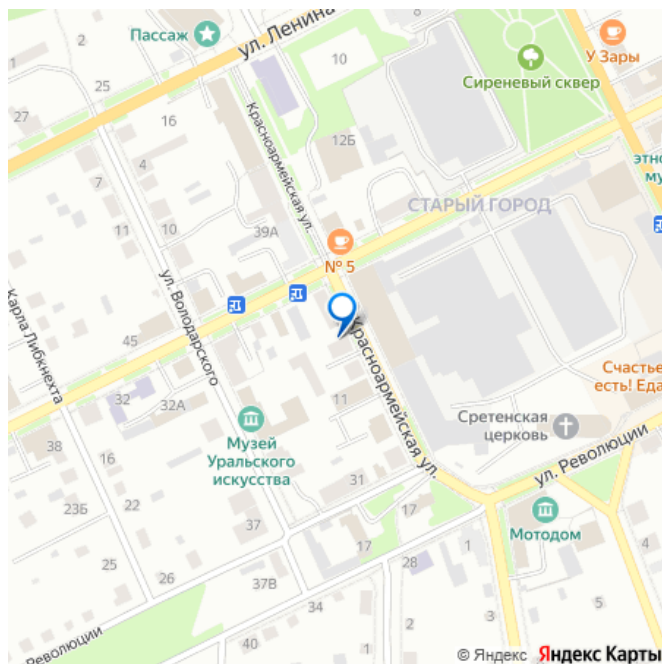 Пассаж
ул. Ленина
1
25
27
16
10
У Зары
Сиреневый сквер
Красноармейская ул.
12Б
4
7
этно
му
11
10
39А
СТАРЫЙ ГОРОД
№ 5
ул. Володарского
Карла Либкнехта
45
32
32А
38
Красноармейская ул.
11
Счастье
есть! Еда
Сретенская
церковь
Музей
Уральского
искусства
16
23Б
22
37
31
17
ул. Революции
Мотодом
25
26
17
37В
28
1
2
4
34
40
2
3
5
1
2
Революции
© Яндекс Яндекс Карты